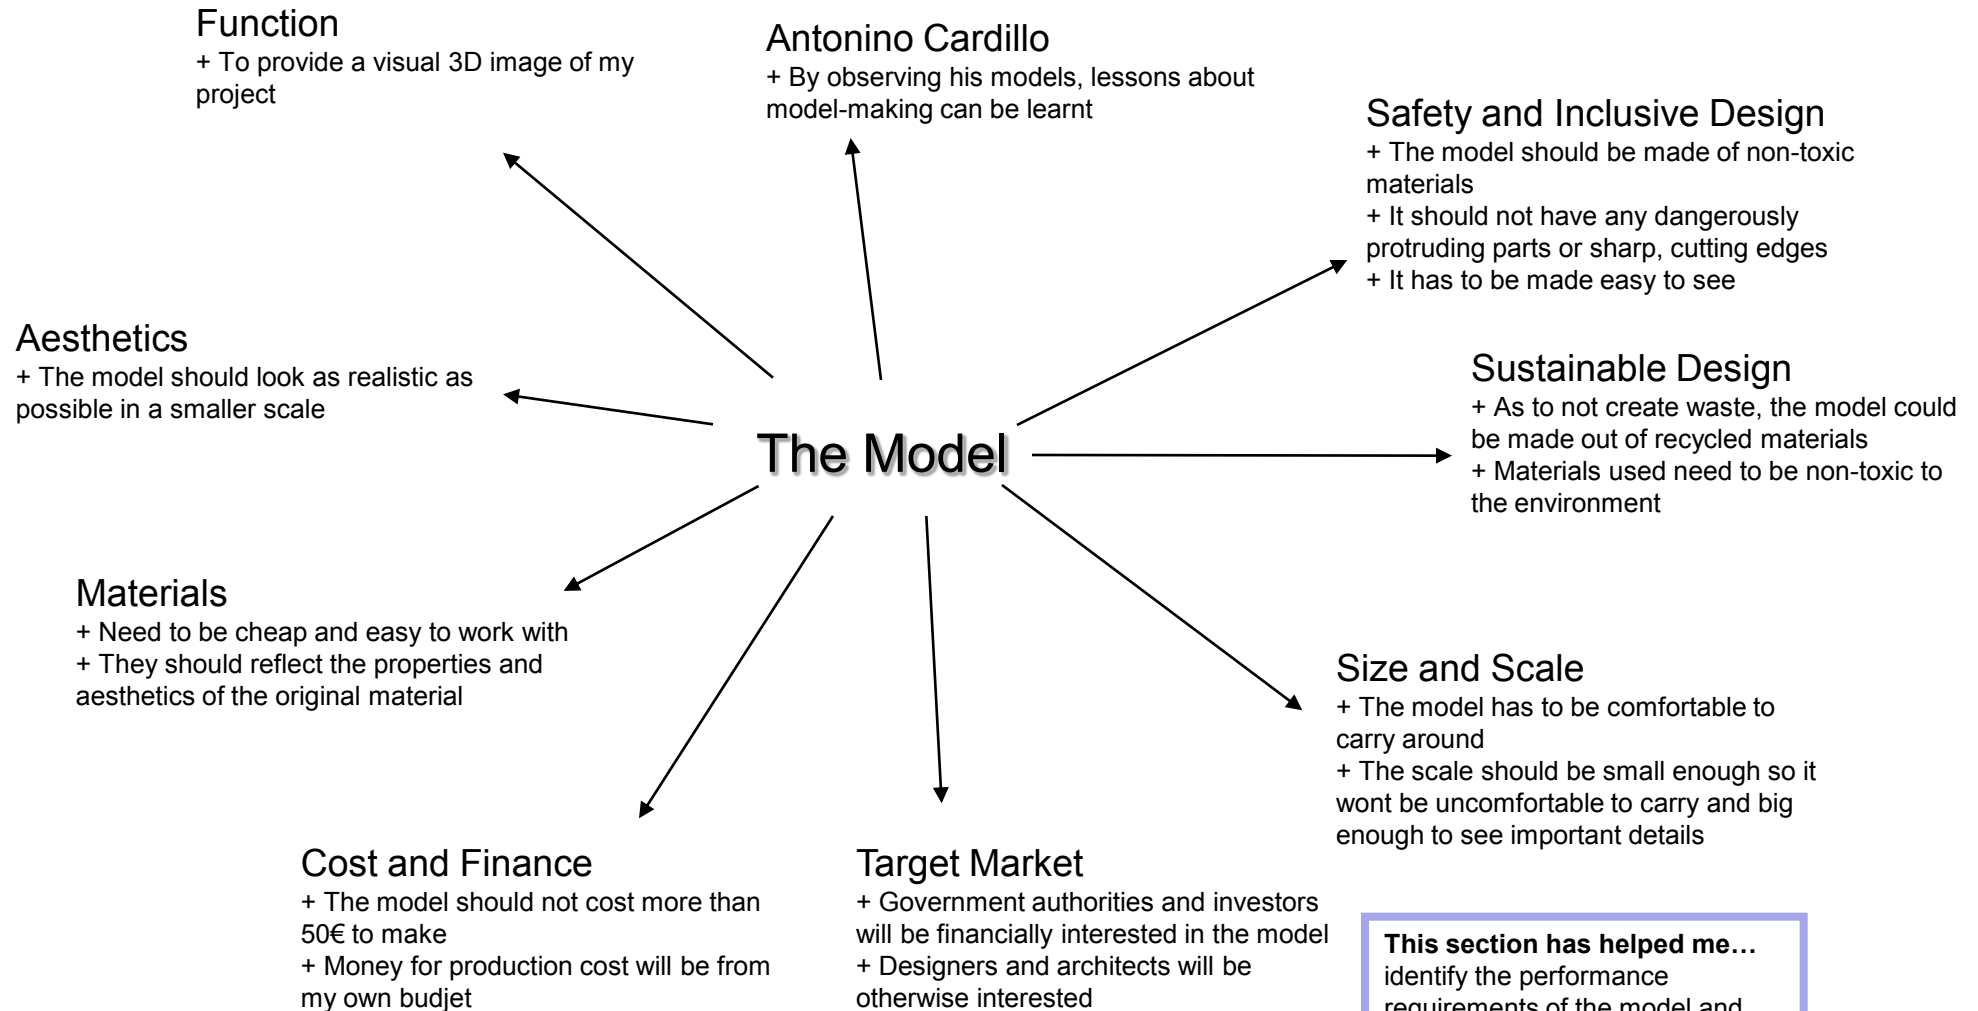 Function
+ To provide a visual 3D image of my
project
Antonino Cardillo
+ By observing his models, lessons about
model-making can be learnt
Safety and Inclusive Design
+ The model should be made of non-toxic
materials
+ It should not have any dangerously
protruding parts or sharp, cutting edges
+ It has to be made easy to see
Aesthetics
+ The model should look as realistic as
possible in a smaller scale
Sustainable Design
+ As to not create waste, the model could
be made out of recycled materials
+ Materials used need to be non-toxic to
the environment
The Model
Materials
+ Need to be cheap and easy to work with
+ They should reflect the properties and
aesthetics of the original material
Size and Scale
+ The model has to be comfortable to
carry around
+ The scale should be small enough so it
wont be uncomfortable to carry and big
enough to see important details
Cost and Finance
+ The model should not cost more than
50€ to make
+ Money for production cost will be from
my own budjet
Target Market
+ Government authorities and investors
will be financially interested in the model
+ Designers and architects will be
otherwise interested
This section has helped me…
identify the performance
requirements of the model and